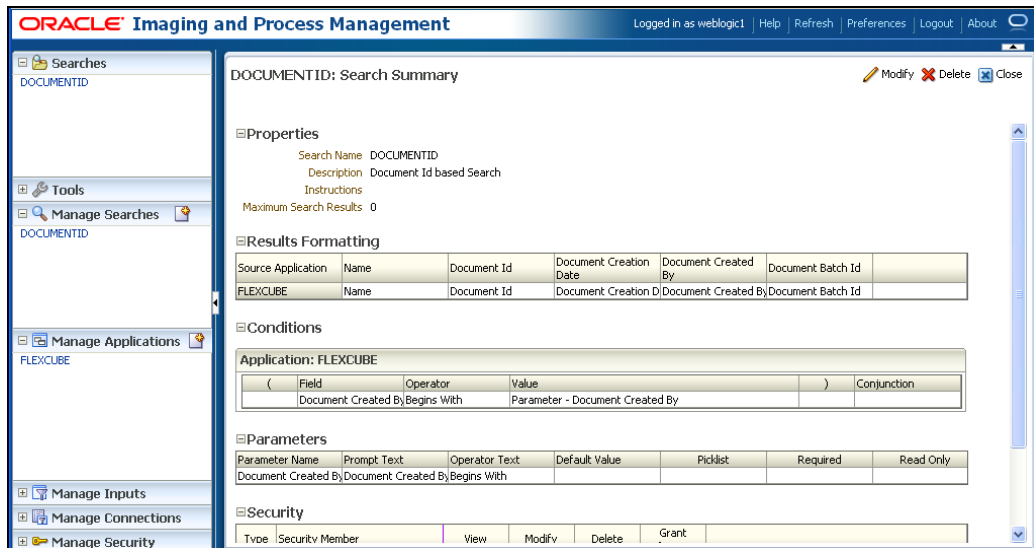 ORACLE Imaging and Process Management
Logged in as weblogic1 | Help | Refresh | Preferences | Logout | About
Searches
DOCUMENTID
Tools
Manage Searches
DOCUMENTID
Manage Applications
FLEXCUBE
Manage Inputs
Manage Connections
Manage Security
DOCUMENTID: Search Summary
Modify Delete Close
Properties
Search Name DOCUMENTID
Description Document Id based Search
Instructions
Maximum Search Results 0
Results Formatting
Source Application Name Document Id Document Creation Date Document Created By Document Batch Id
FLEXCUBE Name Document Id Document Creation D Document Created By Document Batch Id
Conditions
Application: FLEXCUBE
( Field Operator Value ) Conjunction
Document Created By Begins With Parameter - Document Created By
Parameters
Parameter Name Prompt Text Operator Text Default Value Picklist Required Read Only
Document Created By Document Created By Begins With
Security
Type Security Member View Modify Delete Grant